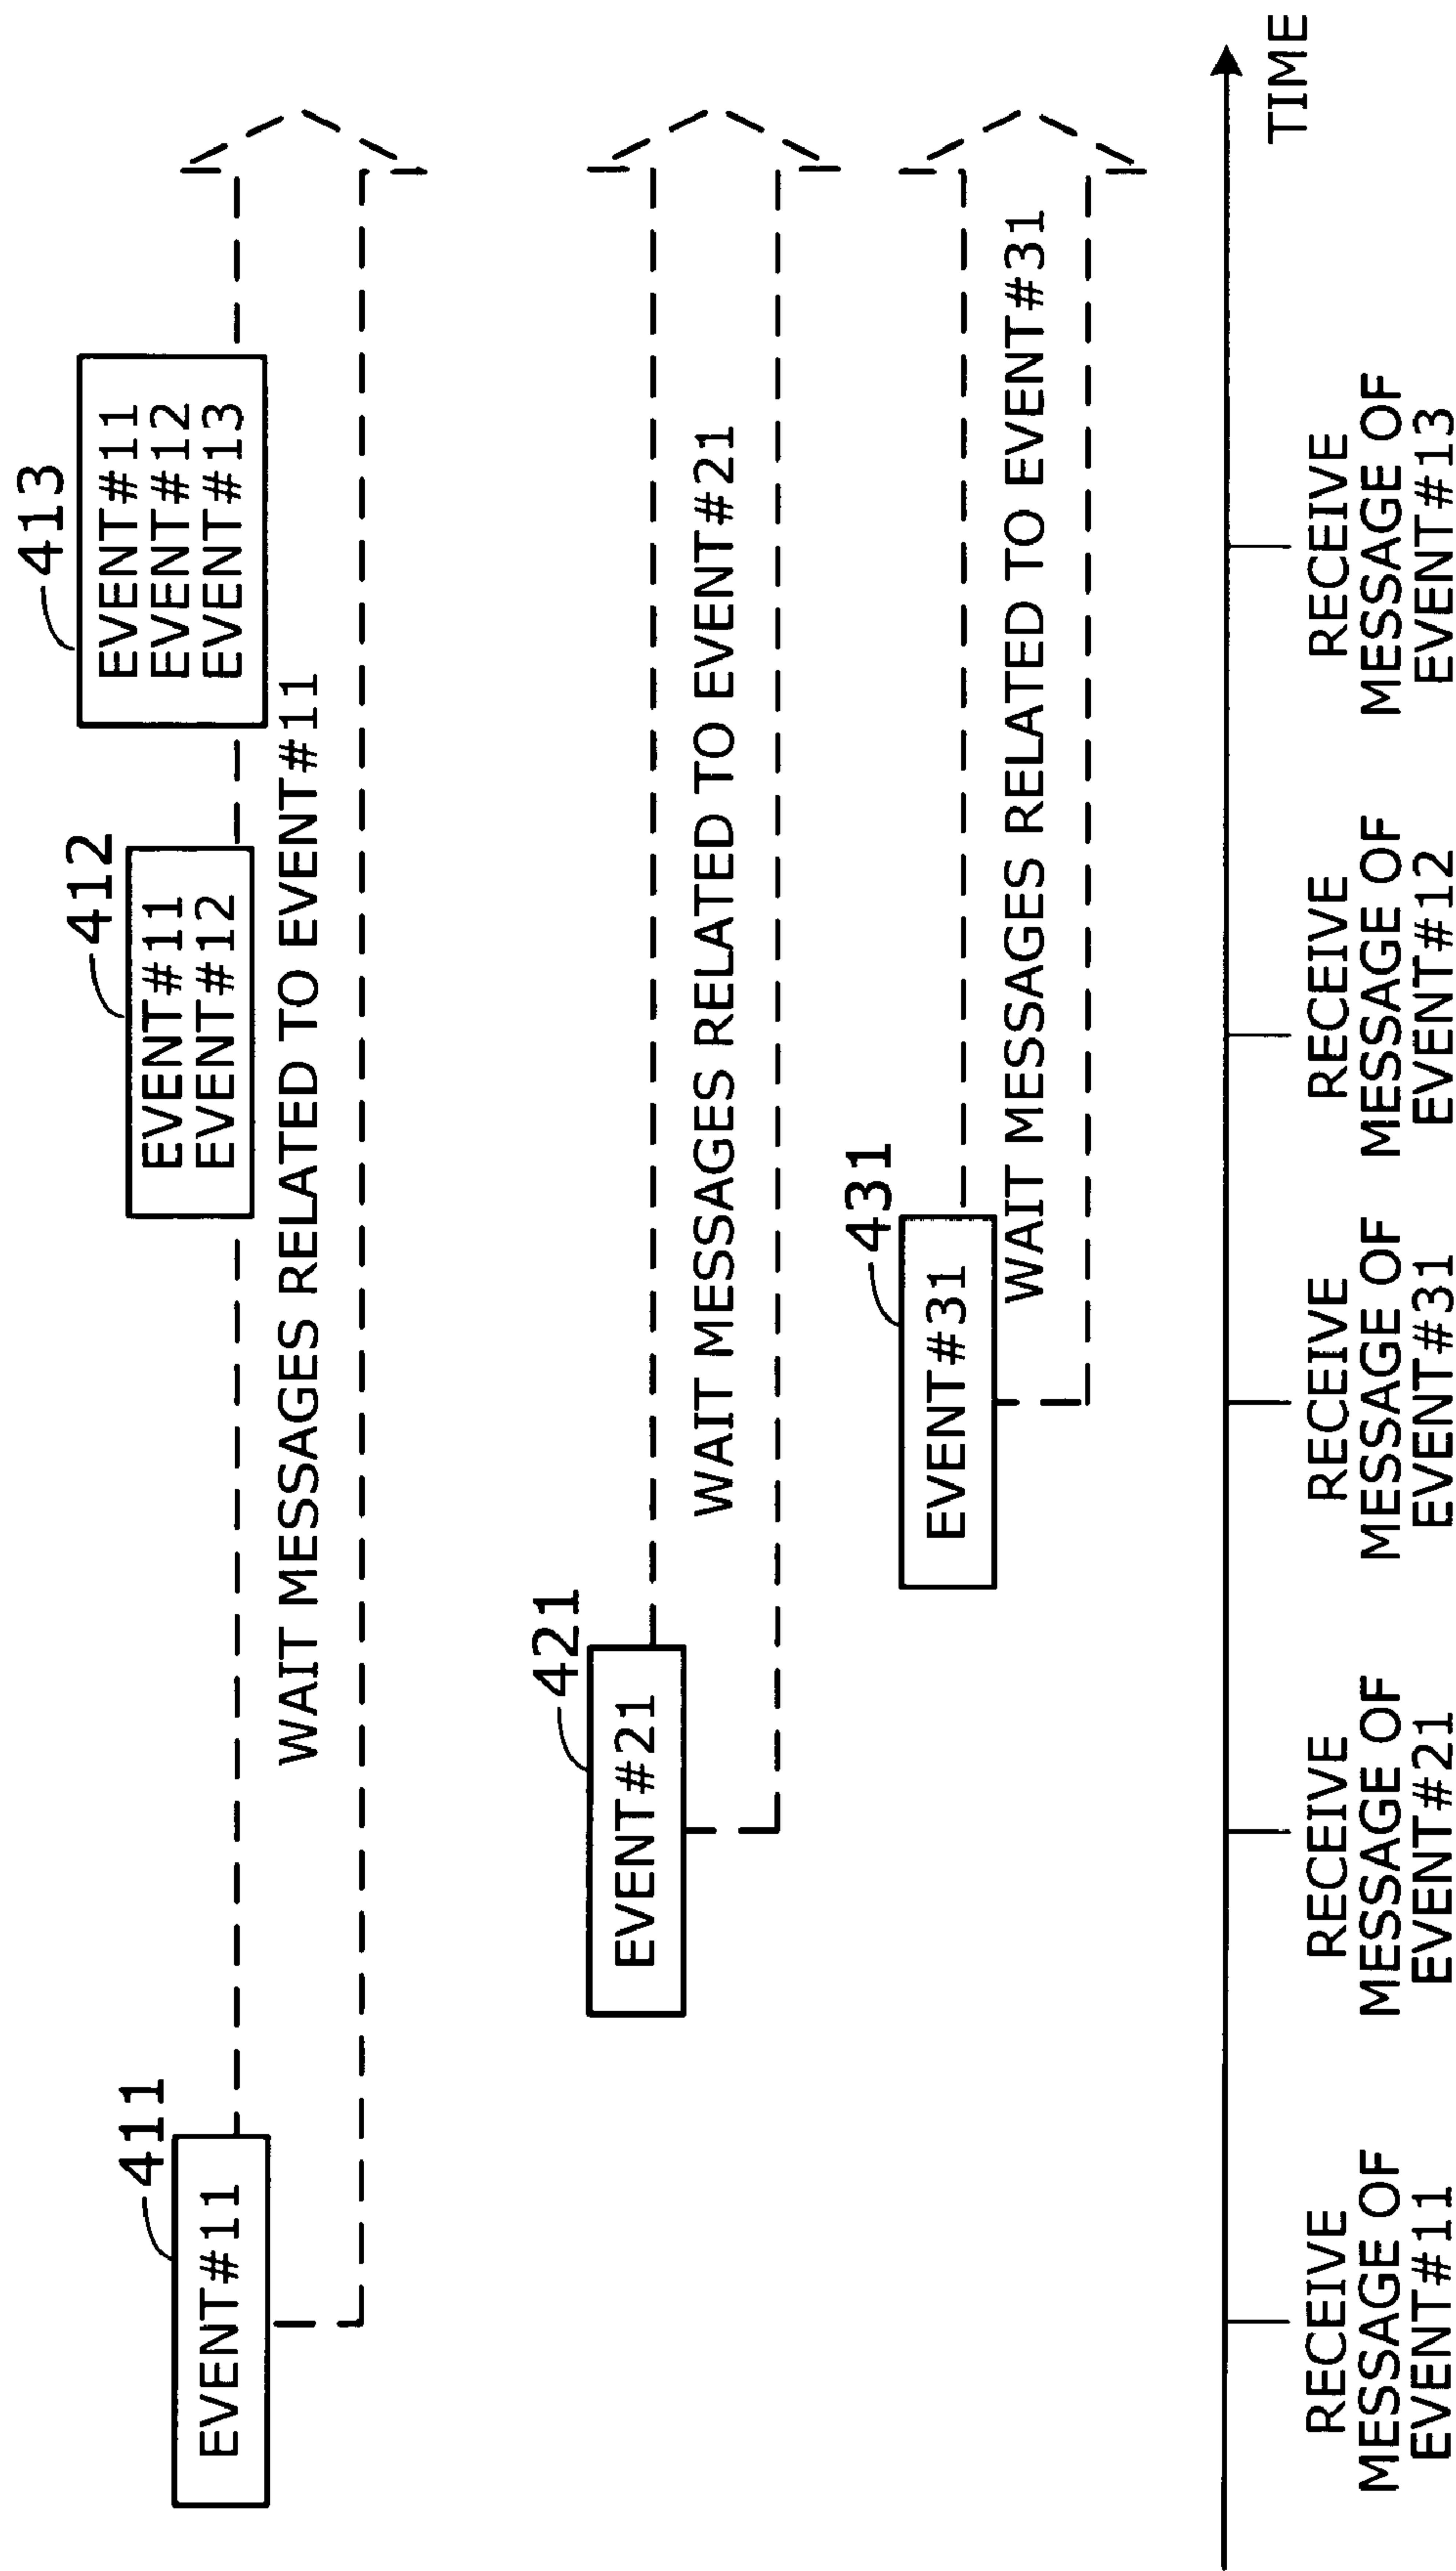 413
412
411
EVENT#11
EVENT#11
EVENT#12
EVENT#11
EVENT#12
EVENT#13
WAIT MESSAGES RELATED TO EVENT#11
421
EVENT#21
WAIT MESSAGES RELATED TO EVENT#21
431
EVENT#31
WAIT MESSAGES RELATED TO EVENT#31
TIME
RECEIVE
MESSAGE OF
EVENT#11
RECEIVE
MESSAGE OF
EVENT#21
RECEIVE
MESSAGE OF
EVENT#31
RECEIVE
MESSAGE OF
EVENT#12
RECEIVE
MESSAGE OF
EVENT#13